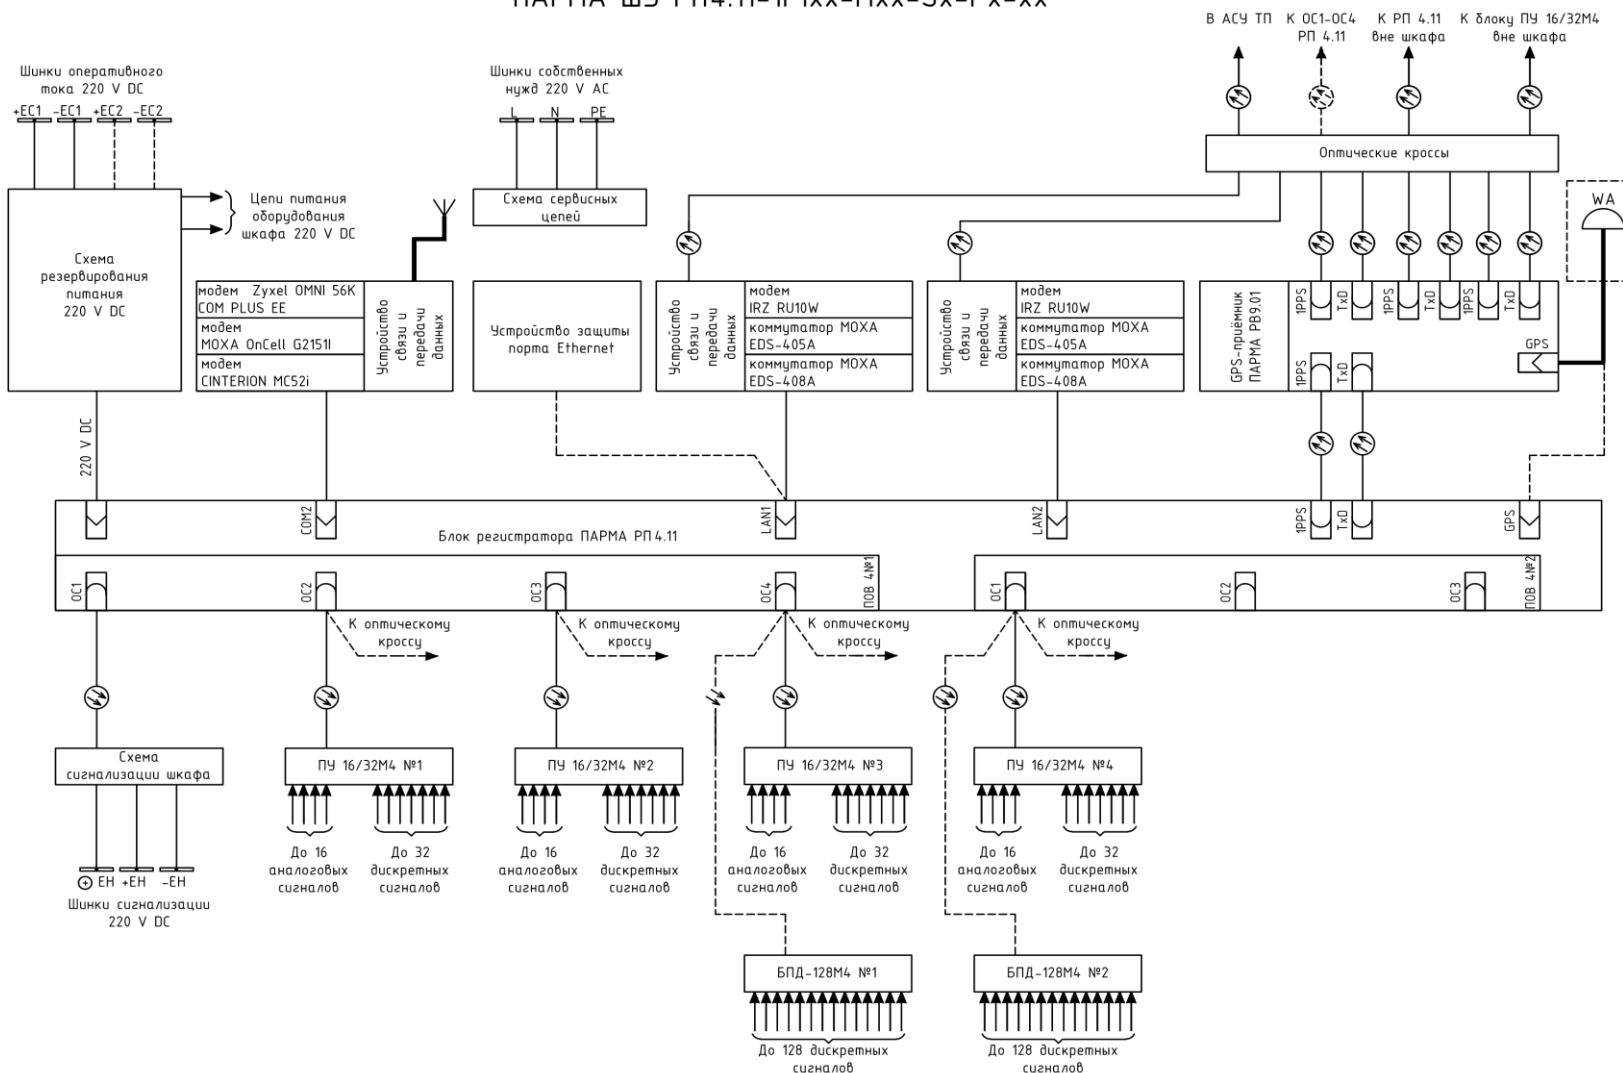 В АСУ ТП
К ОС1-ОС4
РП 4.11
К РП 4.11
вне шкафа
К блоку ПУ 16/32М4
вне шкафа
Шинки оперативного
тока 220 V DC
+ЕС1 -ЕС1 +ЕС2 -ЕС2
Шинки собственных
нужд 220 V AC
L N PE
Оптические кроссы
WA
Цепи питания
оборудования
шкафа 220 V DC
Схема сервисных
цепей
Схема
резервирования
питания
220 V DC
модем Zyxel OMNI 56K
COM PLUS EE
модем
MOXA OnCell G2151I
модем
CINTERION MC52i
Устройство
связи и
передачи
данных
Устройство защиты
порта Ethernet
Устройство
связи и
передачи
данных
модем
IRZ RU10W
коммутатор MOXA
EDS-405A
коммутатор MOXA
EDS-408A
Устройство
связи и
передачи
данных
модем
IRZ RU10W
коммутатор MOXA
EDS-405A
коммутатор MOXA
EDS-408A
GPS-приёмник
ПАРМА РВ9.01
1PPS
TxD
1PPS
TxD
1PPS
TxD
GPS
1PPS
TxD
220 V DC
COM2
LAN1
LAN2
1PPS
TxD
GPS
Блок регистратора ПАРМА РП4.11
ОС1
ОС2
ОС3
ОС4
ПОВ 4№1
ОС1
ОС2
ОС3
ПОВ 4№2
К оптическому
кроссу
К оптическому
кроссу
К оптическому
кроссу
К оптическому
кроссу
Схема
сигнализации шкафа
ПУ 16/32М4 №1
ПУ 16/32М4 №2
ПУ 16/32М4 №3
ПУ 16/32М4 №4
До 16
аналоговых
сигналов
До 32
дискретных
сигналов
До 16
аналоговых
сигналов
До 32
дискретных
сигналов
До 16
аналоговых
сигналов
До 32
дискретных
сигналов
До 16
аналоговых
сигналов
До 32
дискретных
сигналов
ЕН +ЕН -ЕН
Шинки сигнализации
220 V DC
БПД-128М4 №1
БПД-128М4 №2
До 128 дискретных
сигналов
До 128 дискретных
сигналов